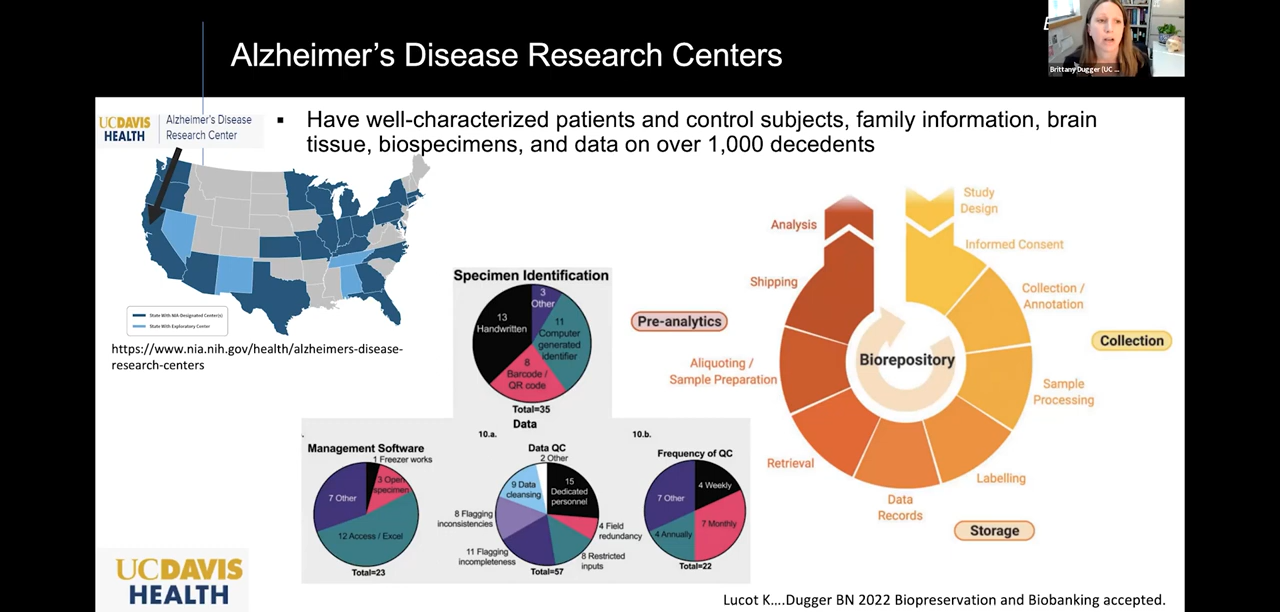 Alzheimer's Disease Research Centers
Brittany Dugger (UC ...
UCDAVIS
HEALTH
Alzheimer's Disease
Research Center
▪ Have well-characterized patients and control subjects, family information, brain
tissue, biospecimens, and data on over 1,000 decedents
State With NIA Designated Center(s)
State With Exploratory Center
https://www.nia.nih.gov/health/alzheimers-disease-
research-centers
Specimen Identification
3
Other
13
Handwritten
11
Computer
generated
identifier
8
Barcode /
QR code
Total=35
Data
Management Software
1 Freezer works
3 Open
specimen
7 Other
12 Access / Excel
Total=23
10.a.
Data QC
2 Other
15
Dedicated
personnel
9 Data
cleansing
8 Flagging
inconsistencies
4 Field
redundancy
11 Flagging
incompleteness
8 Restricted
inputs
Total=57
10.b.
Frequency of QC
4 Weekly
7 Other
7 Monthly
4 Annually
Total=22
Study
Design
Informed Consent
Collection /
Annotation
Collection
Sample
Processing
Labelling
Storage
Data
Records
Retrieval
Aliquoting /
Sample Preparation
Pre-analytics
Shipping
Analysis
Biorepository
UCDAVIS
HEALTH
Lucot K....Dugger BN 2022 Biopreservation and Biobanking accepted.